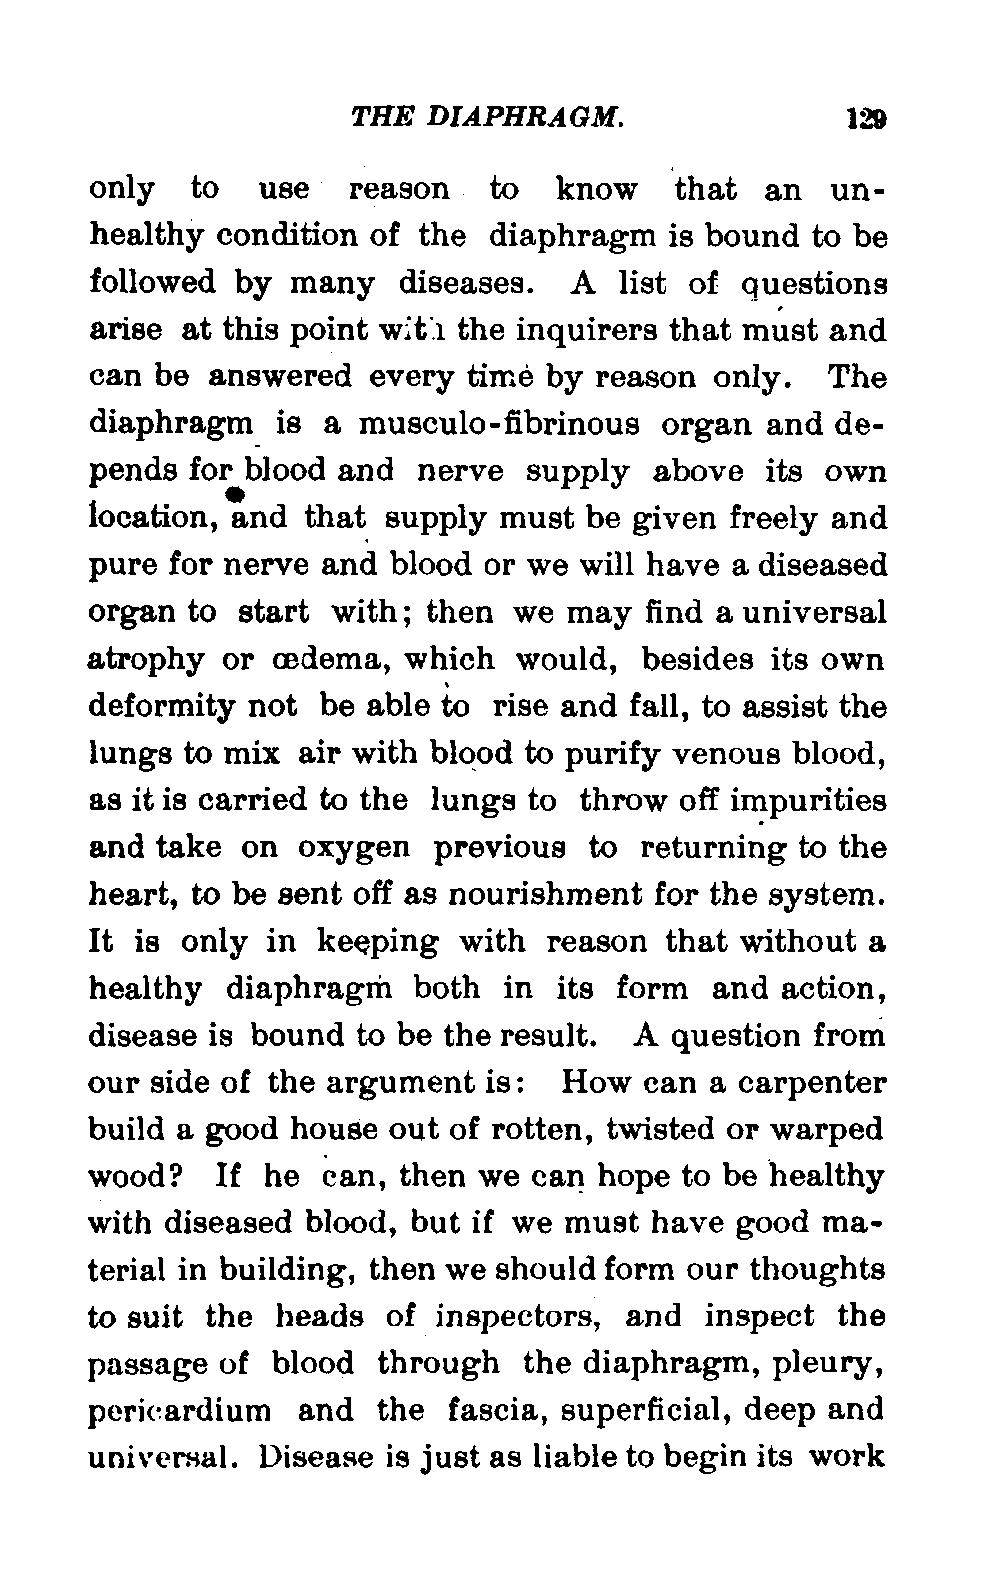 THE DIAPHRAGM. 129
only to use reason to know that an un-
healthy condition of the diaphragm is bound to be
followed by many diseases. A list of questions
arise at this point with the inquirers that must and
can be answered every time by reason only. The
diaphragm is a musculo-fibrinous organ and de-
pends for blood and nerve supply above its own
location, and that supply must be given freely and
pure for nerve and blood or we will have a diseased
organ to start with; then we may find a universal
atrophy or œdema, which would, besides its own
deformity not be able to rise and fall, to assist the
lungs to mix air with blood to purify venous blood,
as it is carried to the lungs to throw off impurities
and take on oxygen previous to returning to the
heart, to be sent off as nourishment for the system.
It is only in keeping with reason that without a
healthy diaphragm both in its form and action,
disease is bound to be the result. A question from
our side of the argument is: How can a carpenter
build a good house out of rotten, twisted or warped
wood? If he can, then we can hope to be healthy
with diseased blood, but if we must have good ma-
terial in building, then we should form our thoughts
to suit the heads of inspectors, and inspect the
passage of blood through the diaphragm, pleury,
pericardium and the fascia, superficial, deep and
universal. Disease is just as liable to begin its work